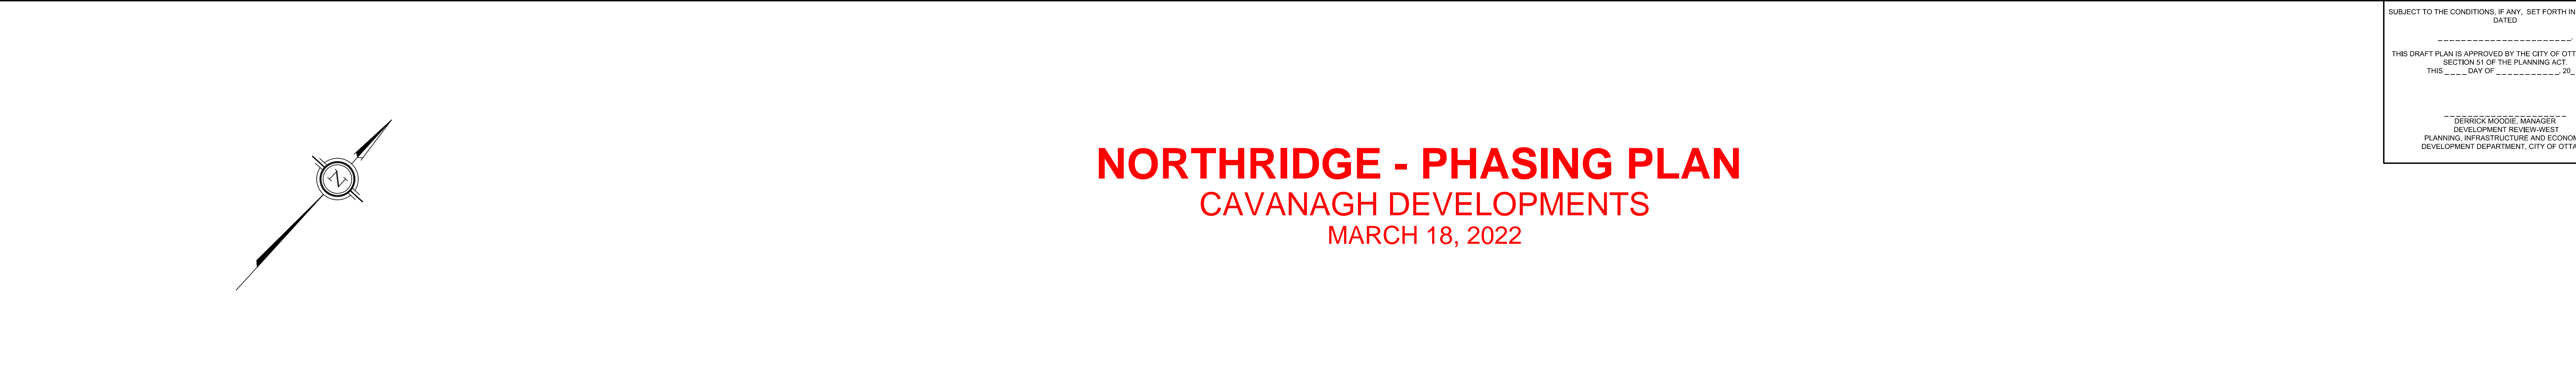 SUBJECT TO THE CONDITIONS, IF ANY, SET FORTH IN
DATED
_ _ _ _ _ _ _ _ _ _ _ _ _ _ _ _ _ _ _ _ _ _ _.
THIS DRAFT PLAN IS APPROVED BY THE CITY OF OTT
SECTION 51 OF THE PLANNING ACT.
THIS _ _ _ _ DAY OF _ _ _ _ _ _ _ _ _ _ _, 20_
DERRICK MOODIE, MANAGER
DEVELOPMENT REVIEW-WEST
PLANNING, INFRASTRUCTURE AND ECONOM
DEVELOPMENT DEPARTMENT, CITY OF OTTA
N
NORTHRIDGE - PHASING PLAN
CAVANAGH DEVELOPMENTS
MARCH 18, 2022